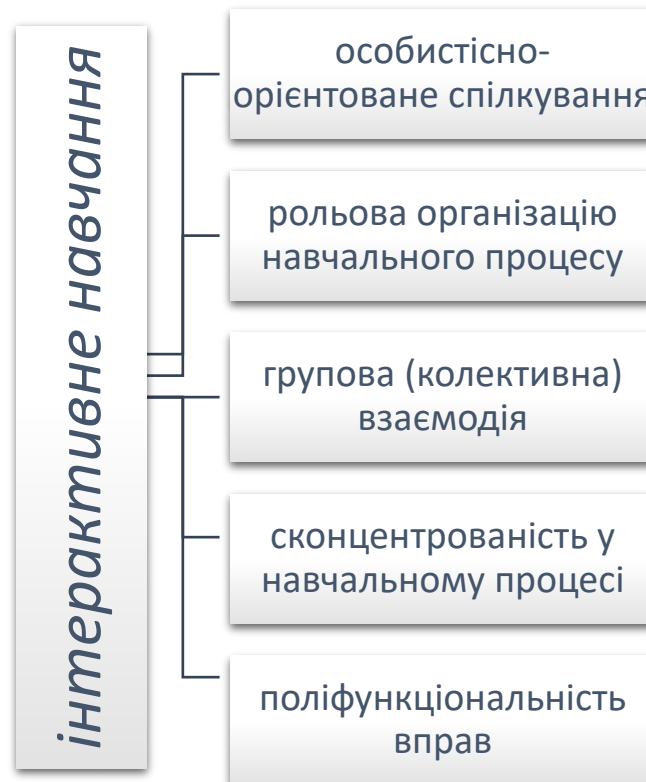 інтерактивне навчання
особистісно-
орієнтоване спілкування
рольова організацію
навчального процесу
групова (колективна)
взаємодія
сконцентрованість у
навчальному процесі
поліфункціональність
вправ